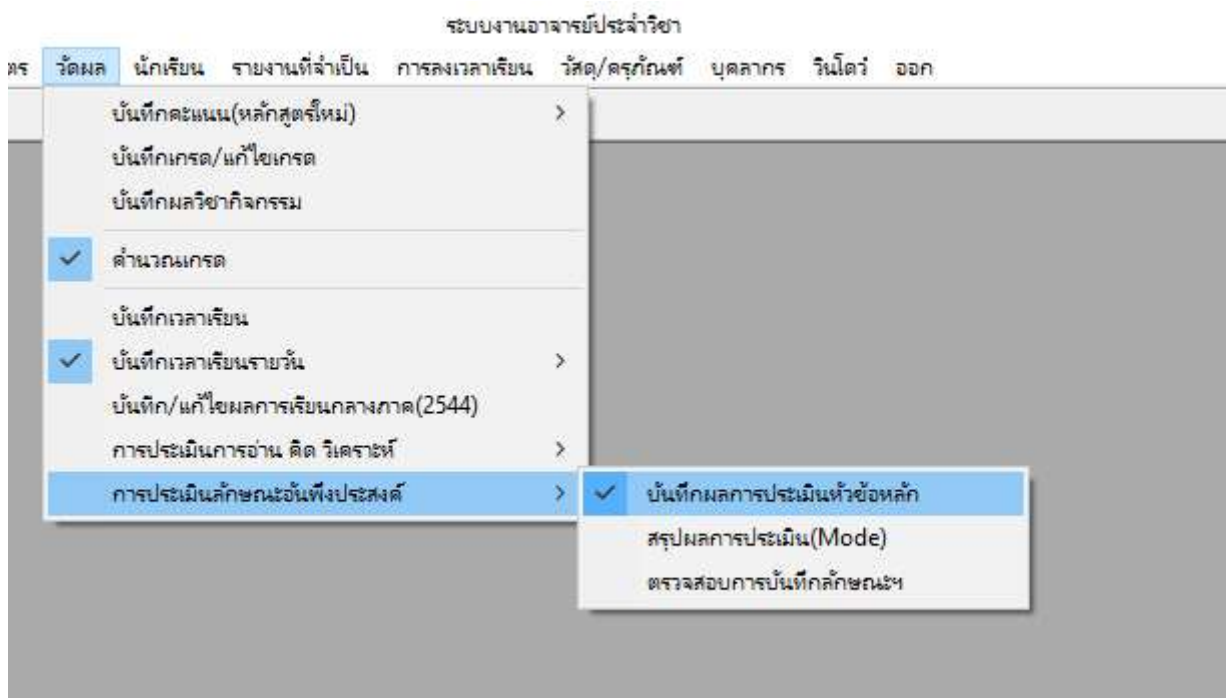 ระบบงานอาจารย์ประจำวิชา
ตร วัดผล นักเรียน รายงานที่จำเป็น การลงเวลาเรียน วัสดุ/ครุภัณฑ์ บุคลากร วินโดว์ ออก
บันทึกคะแนน(หลักสูตรใหม่)
บันทึกเกรด/แก้ไขเกรด
บันทึกผลวิชากิจกรรม
คำนวณเกรด
บันทึกเวลาเรียน
บันทึกเวลาเรียนรายวัน
บันทึก/แก้ไขผลการเรียนกลางภาค(2544)
การประเมินการอ่าน คิด วิเคราะห์
การประเมินลักษณะอันพึงประสงค์
บันทึกผลการประเมินหัวข้อหลัก
สรุปผลการประเมิน(Mode)
ตรวจสอบการบันทึกลักษณะฯ